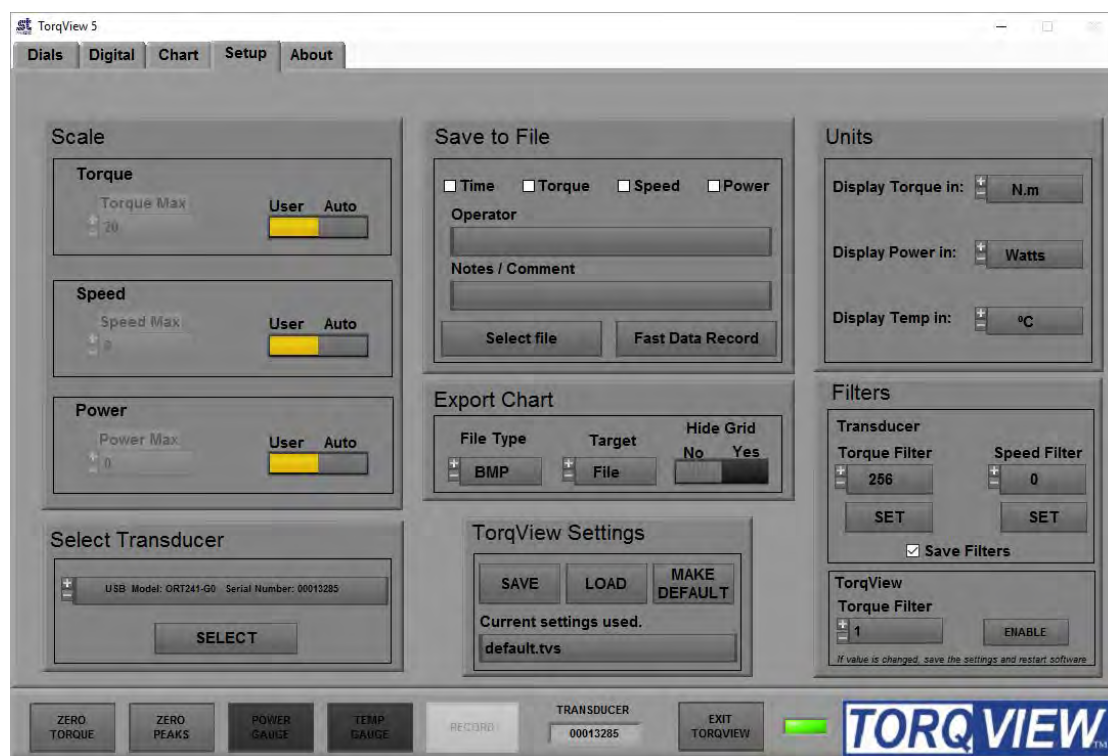 TorqView 5
Dials Digital Chart Setup About
Scale
Torque
Torque Max
20
User Auto
Speed
Speed Max
0
User Auto
Power
Power Max
0
User Auto
Select Transducer
USB Model: ORT241-G0 Serial Number: 00013285
SELECT
Save to File
Time Torque Speed Power
Operator
Notes / Comment
Select file Fast Data Record
Export Chart
File Type Target Hide Grid
No Yes
BMP File
TorqView Settings
SAVE LOAD MAKE DEFAULT
Current settings used.
default.tvs
Units
Display Torque in: N.m
Display Power in: Watts
Display Temp in: ºC
Filters
Transducer
Torque Filter Speed Filter
256 0
SET SET
Save Filters
TorqView
Torque Filter
1 ENABLE
If value is changed, save the settings and restart software
ZERO TORQUE
ZERO PEAKS
POWER GAUGE
TEMP GAUGE
RECORD
TRANSDUCER
00013285
EXIT TORQVIEW
TORQVIEW
TM